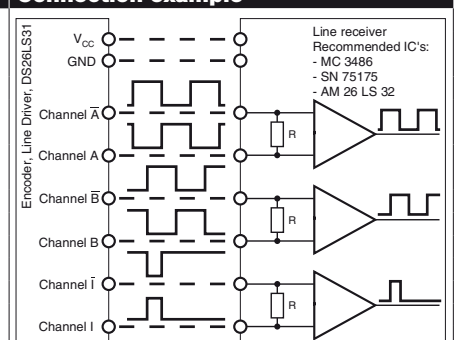 Connection example
Encoder, Line Driver, DS26LS31
VCC
GND
Channel A̅
Channel A
Channel B̅
Channel B
Channel I̅
Channel I
Line receiver
Recommended IC's:
- MC 3486
- SN 75175
- AM 26 LS 32
R
R
R